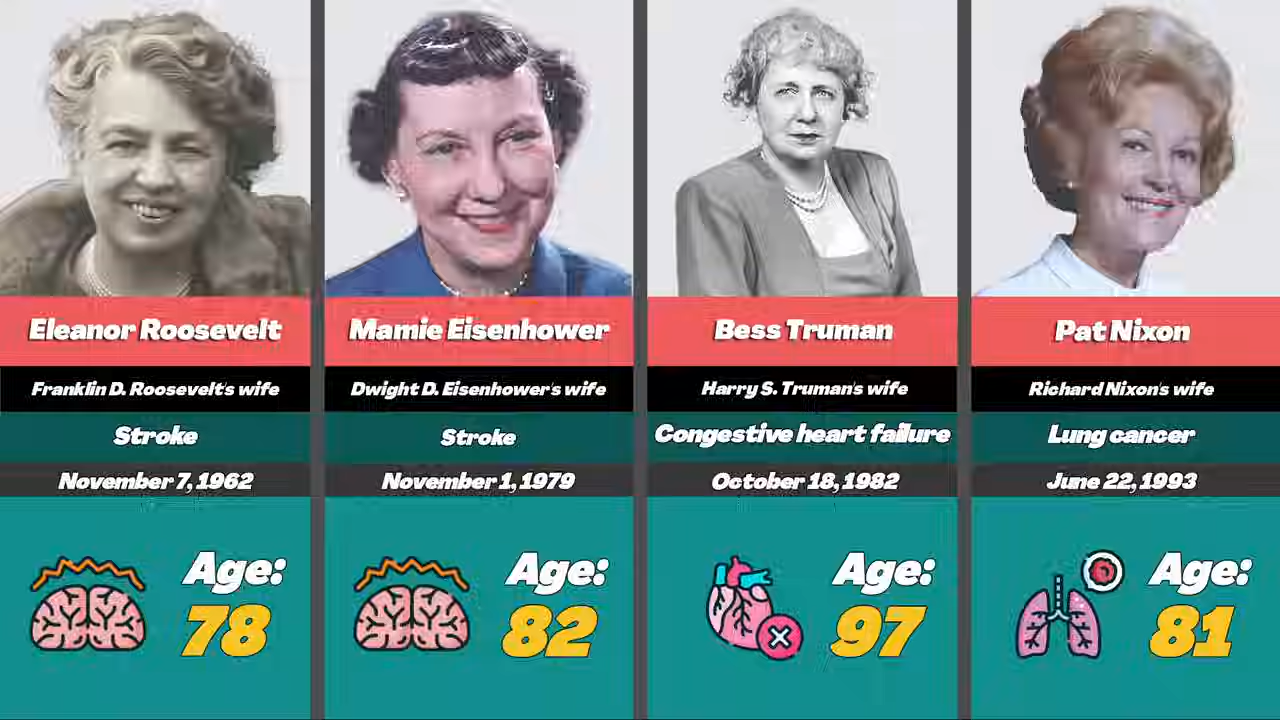 Eleanor Roosevelt
Franklin D. Roosevelt's wife
Stroke
November 7, 1962
Age:
78
Mamie Eisenhower
Dwight D. Eisenhower's wife
Stroke
November 1, 1979
Age:
82
Bess Truman
Harry S. Truman's wife
Congestive heart failure
October 18, 1982
Age:
97
Pat Nixon
Richard Nixon's wife
Lung cancer
June 22, 1993
Age:
81